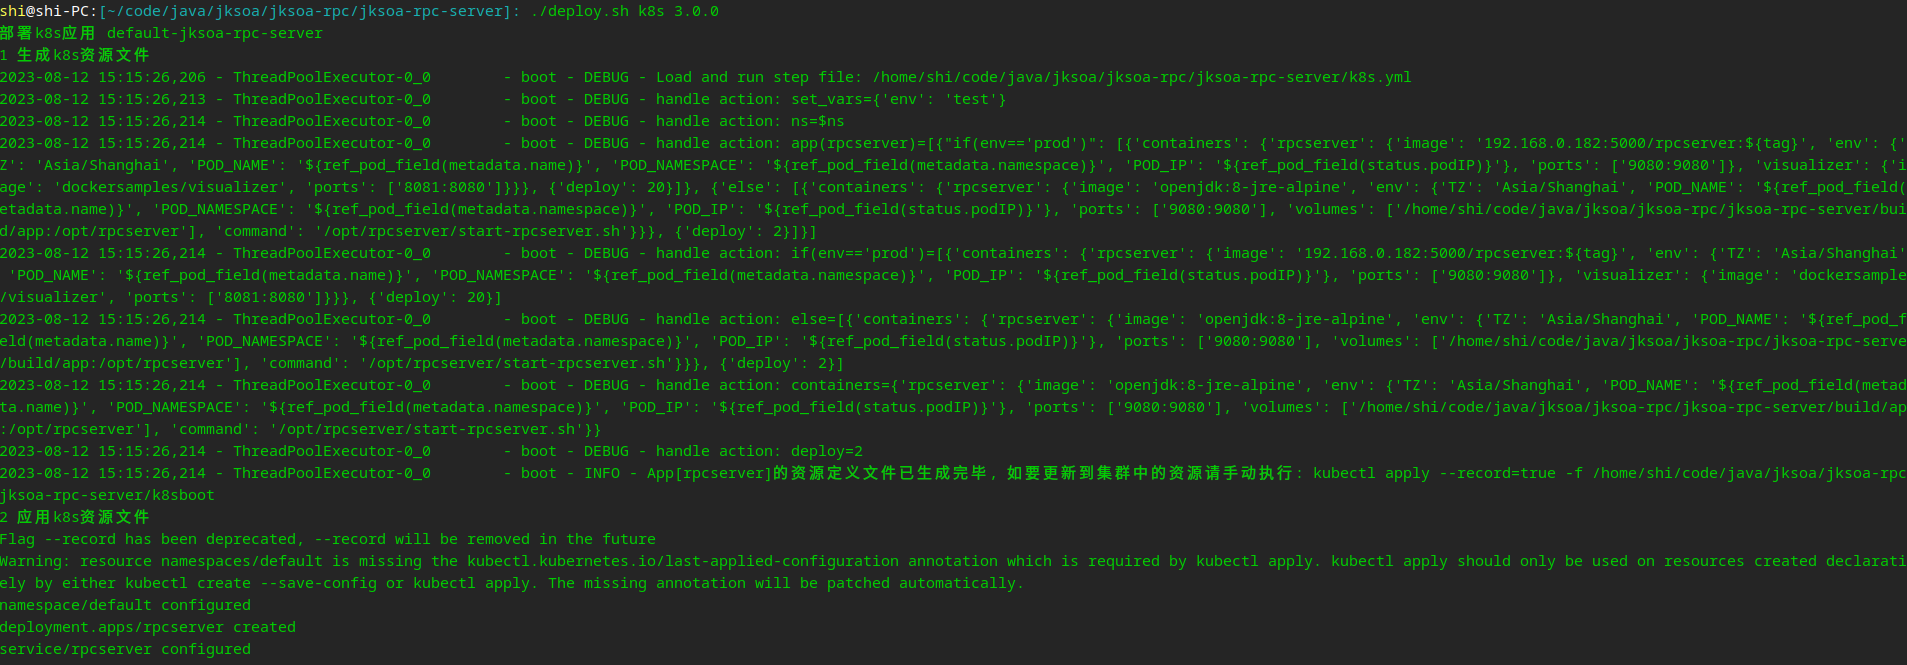 shi@shi-PC:[~/code/java/jksoa/jksoa-rpc/jksoa-rpc-server]: ./deploy.sh k8s 3.0.0
部署k8s应用 default-jksoa-rpc-server
1 生成k8s资源文件
2023-08-12 15:15:26,206 - ThreadPoolExecutor-0_0        - boot - DEBUG - Load and run step file: /home/shi/code/java/jksoa/jksoa-rpc/jksoa-rpc-server/k8s.yml
2023-08-12 15:15:26,213 - ThreadPoolExecutor-0_0        - boot - DEBUG - handle action: set_vars={'env': 'test'}
2023-08-12 15:15:26,214 - ThreadPoolExecutor-0_0        - boot - DEBUG - handle action: ns=$ns
2023-08-12 15:15:26,214 - ThreadPoolExecutor-0_0        - boot - DEBUG - handle action: app(rpcserver)=[{"if(env=='prod')": [{'containers': {'rpcserver': {'image': '192.168.0.182:5000/rpcserver:${tag}', 'env': {'
Z': 'Asia/Shanghai', 'POD_NAME': '${ref_pod_field(metadata.name)}', 'POD_NAMESPACE': '${ref_pod_field(metadata.namespace)}', 'POD_IP': '${ref_pod_field(status.podIP)}'}, 'ports': ['9080:9080']}, 'visualizer': {'i
age': 'dockersamples/visualizer', 'ports': ['8081:8080']}}}, {'deploy': 20}]}, {'else': [{'containers': {'rpcserver': {'image': 'openjdk:8-jre-alpine', 'env': {'TZ': 'Asia/Shanghai', 'POD_NAME': '${ref_pod_field(
etadata.name)}', 'POD_NAMESPACE': '${ref_pod_field(metadata.namespace)}', 'POD_IP': '${ref_pod_field(status.podIP)}'}, 'ports': ['9080:9080'], 'volumes': ['/home/shi/code/java/jksoa/jksoa-rpc/jksoa-rpc-server/bui
d/app:/opt/rpcserver'], 'command': '/opt/rpcserver/start-rpcserver.sh'}}}, {'deploy': 2}]}]
2023-08-12 15:15:26,214 - ThreadPoolExecutor-0_0        - boot - DEBUG - handle action: if(env=='prod')=[{'containers': {'rpcserver': {'image': '192.168.0.182:5000/rpcserver:${tag}', 'env': {'TZ': 'Asia/Shanghai'
 'POD_NAME': '${ref_pod_field(metadata.name)}', 'POD_NAMESPACE': '${ref_pod_field(metadata.namespace)}', 'POD_IP': '${ref_pod_field(status.podIP)}'}, 'ports': ['9080:9080']}, 'visualizer': {'image': 'dockersample
/visualizer', 'ports': ['8081:8080']}}}, {'deploy': 20}]
2023-08-12 15:15:26,214 - ThreadPoolExecutor-0_0        - boot - DEBUG - handle action: else=[{'containers': {'rpcserver': {'image': 'openjdk:8-jre-alpine', 'env': {'TZ': 'Asia/Shanghai', 'POD_NAME': '${ref_pod_f
eld(metadata.name)}', 'POD_NAMESPACE': '${ref_pod_field(metadata.namespace)}', 'POD_IP': '${ref_pod_field(status.podIP)}'}, 'ports': ['9080:9080'], 'volumes': ['/home/shi/code/java/jksoa/jksoa-rpc/jksoa-rpc-serve
/build/app:/opt/rpcserver'], 'command': '/opt/rpcserver/start-rpcserver.sh'}}}, {'deploy': 2}]
2023-08-12 15:15:26,214 - ThreadPoolExecutor-0_0        - boot - DEBUG - handle action: containers={'rpcserver': {'image': 'openjdk:8-jre-alpine', 'env': {'TZ': 'Asia/Shanghai', 'POD_NAME': '${ref_pod_field(metad
ta.name)}', 'POD_NAMESPACE': '${ref_pod_field(metadata.namespace)}', 'POD_IP': '${ref_pod_field(status.podIP)}'}, 'ports': ['9080:9080'], 'volumes': ['/home/shi/code/java/jksoa/jksoa-rpc/jksoa-rpc-server/build/ap
:/opt/rpcserver'], 'command': '/opt/rpcserver/start-rpcserver.sh'}}
2023-08-12 15:15:26,214 - ThreadPoolExecutor-0_0        - boot - DEBUG - handle action: deploy=2
2023-08-12 15:15:26,214 - ThreadPoolExecutor-0_0        - boot - INFO - App[rpcserver]的资源定义文件已生成完毕, 如要更新到集群中的资源请手动执行: kubectl apply --record=true -f /home/shi/code/java/jksoa/jksoa-rpc
jksoa-rpc-server/k8sboot
2 应用k8s资源文件
Flag --record has been deprecated, --record will be removed in the future
Warning: resource namespaces/default is missing the kubectl.kubernetes.io/last-applied-configuration annotation which is required by kubectl apply. kubectl apply should only be used on resources created declarati
ely by either kubectl create --save-config or kubectl apply. The missing annotation will be patched automatically.
namespace/default configured
deployment.apps/rpcserver created
service/rpcserver configured